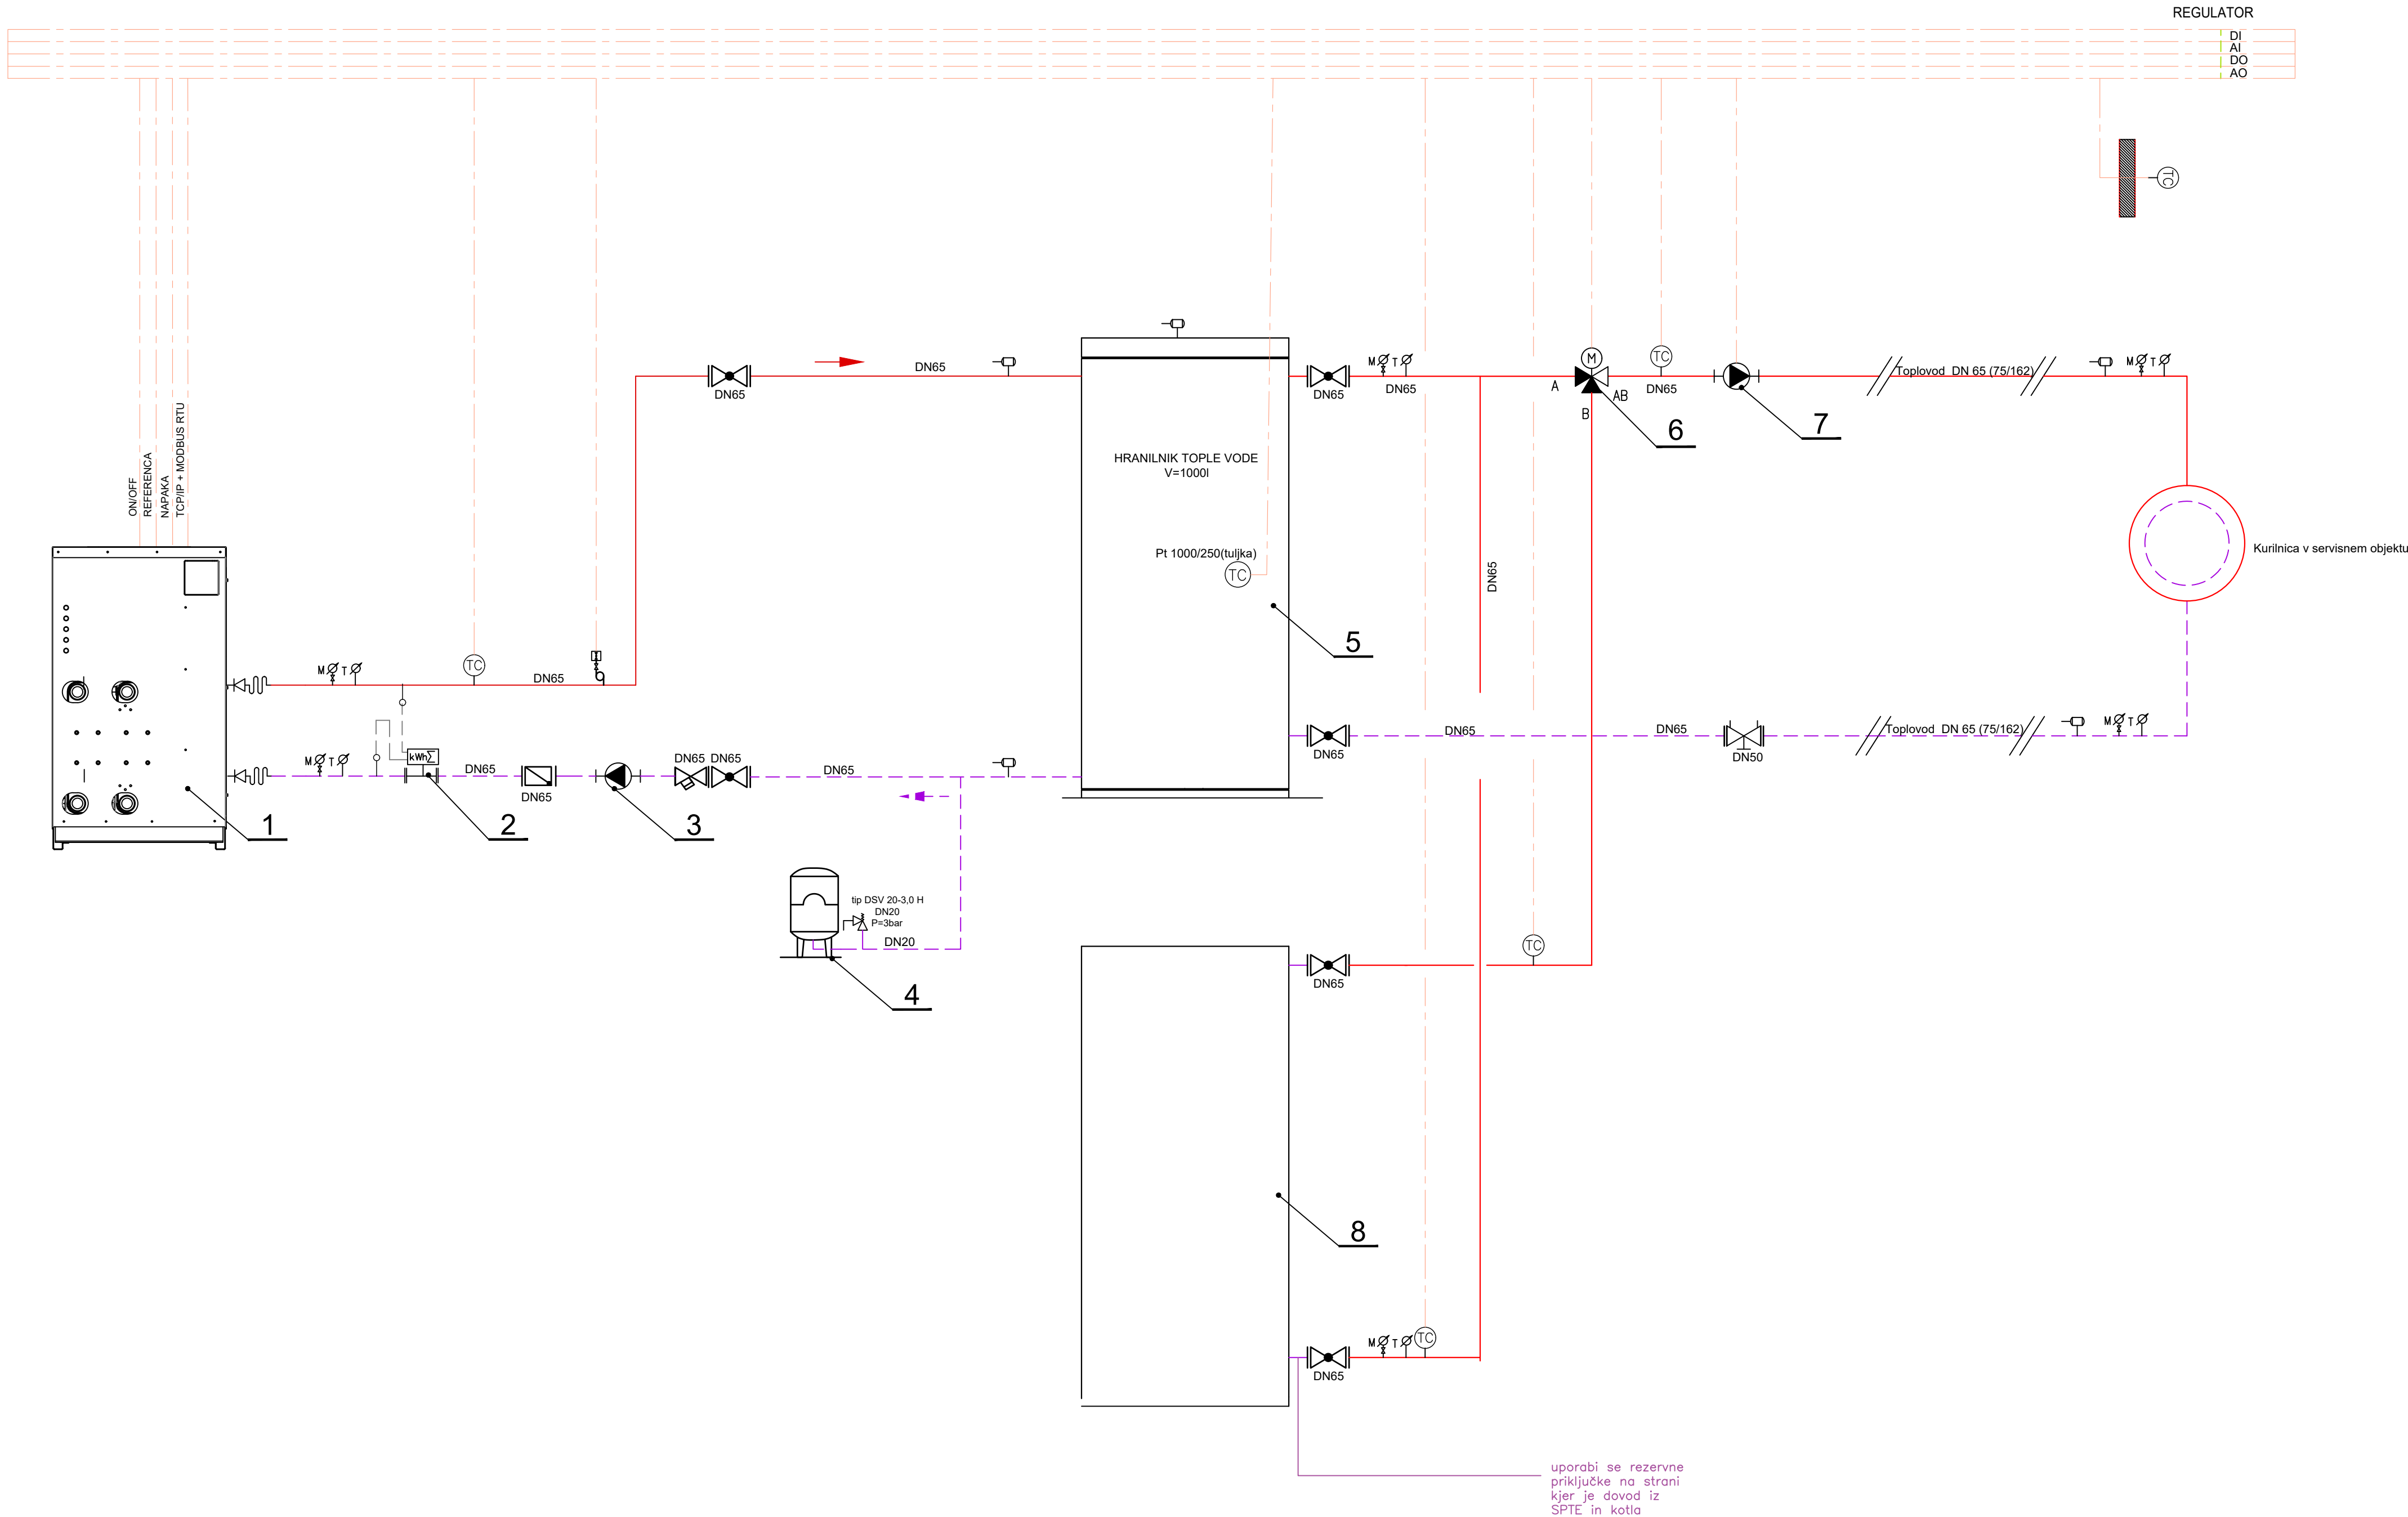 REGULATOR
DI
AI
DO
AO
TC
ON/OFF
REFERENCA
NAPAKA
TCP/IP + MODBUS RTU
DN65
DN65
M T
DN65
DN65
M
A
AB
B
TC
DN65
Toplovod DN 65 (75/162)
M T
6
7
HRANILNIK TOPLE VODE
V=1000l
Pt 1000/250(tuljka)
TC
5
DN65
Kurilnica v servisnem objektu
M T
TC
DN65
M T
kWhΣ
DN65
DN65
DN65
DN65
DN65
DN65
DN65
DN65
DN50
Toplovod DN 65 (75/162)
M T
1
2
3
tip DSV 20-3,0 H
DN20
P=3bar
DN20
4
TC
DN65
8
M T
TC
DN65
uporabi se rezervne
priključke na strani
kjer je dovod iz
SPTE in kotla